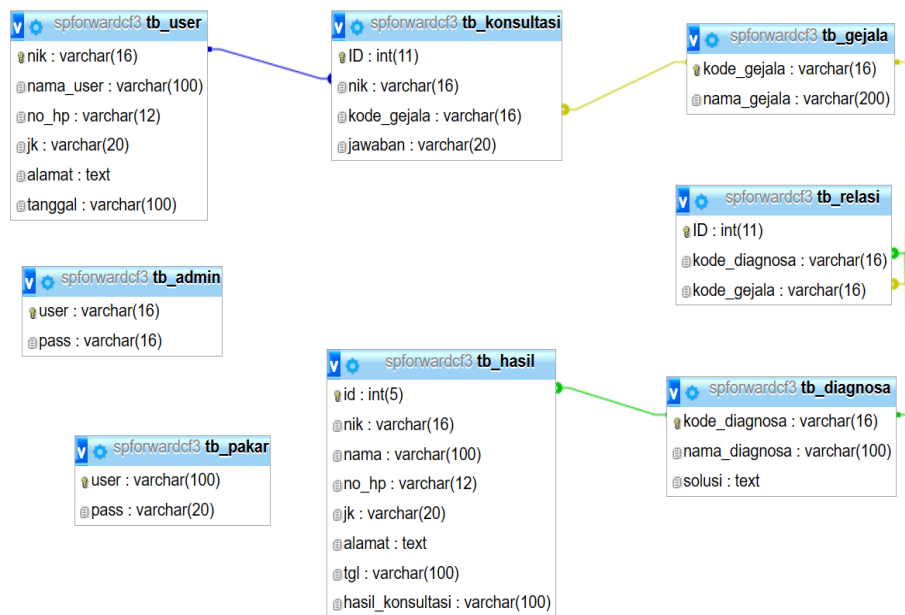 spforwardcf3 tb_user
nik : varchar(16)
nama_user : varchar(100)
no_hp : varchar(12)
jk : varchar(20)
alamat : text
tanggal : varchar(100)
spforwardcf3 tb_konsultasi
ID : int(11)
nik : varchar(16)
kode_gejala : varchar(16)
jawaban : varchar(20)
spforwardcf3 tb_gejala
kode_gejala : varchar(16)
nama_gejala : varchar(200)
spforwardcf3 tb_relasi
ID : int(11)
kode_diagnosa : varchar(16)
kode_gejala : varchar(16)
spforwardcf3 tb_admin
user : varchar(16)
pass : varchar(16)
spforwardcf3 tb_hasil
id : int(5)
nik : varchar(16)
nama : varchar(100)
no_hp : varchar(12)
jk : varchar(20)
alamat : text
tgl : varchar(100)
hasil_konsultasi : varchar(100)
spforwardcf3 tb_diagnosa
kode_diagnosa : varchar(16)
nama_diagnosa : varchar(100)
solusi : text
spforwardcf3 tb_pakar
user : varchar(100)
pass : varchar(20)